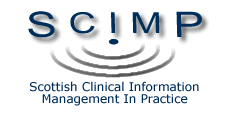 SCIMP
Scottish Clinical Information
Management In Practice